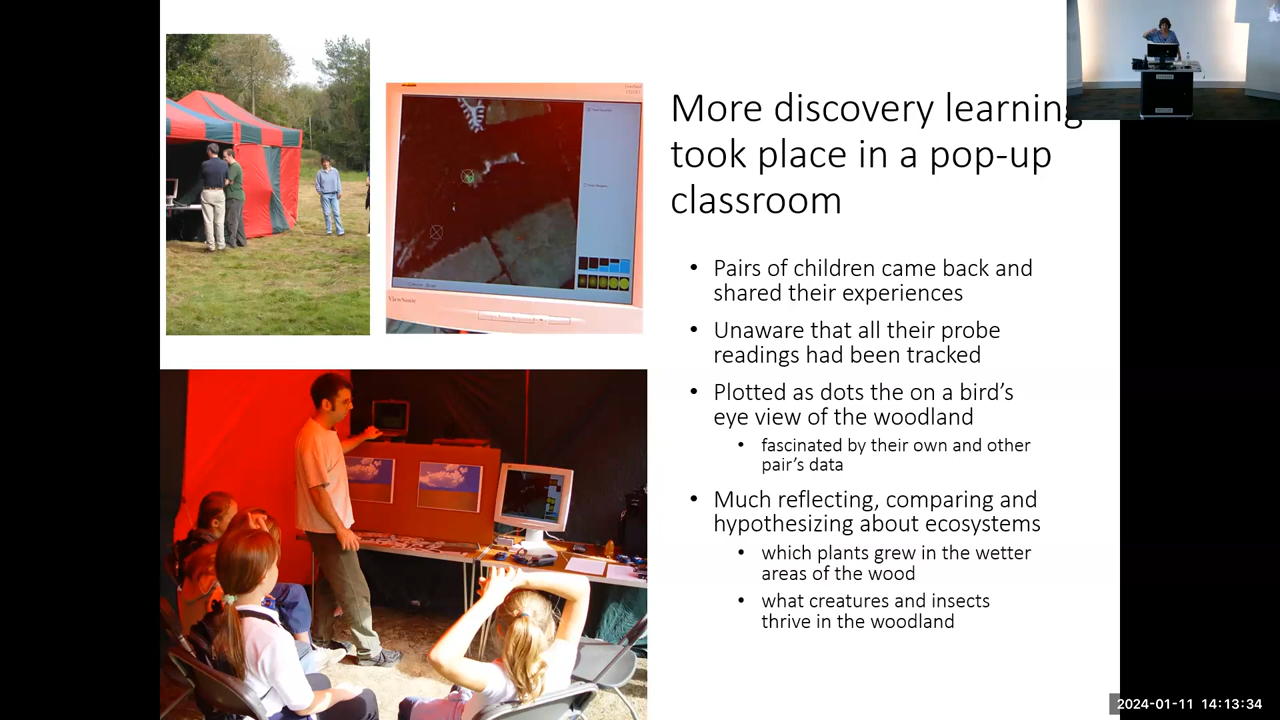 More discovery learning
took place in a pop-up
classroom
• Pairs of children came back and
shared their experiences
• Unaware that all their probe
readings had been tracked
• Plotted as dots the on a bird's
eye view of the woodland
• fascinated by their own and other
pair's data
• Much reflecting, comparing and
hypothesizing about ecosystems
• which plants grew in the wetter
areas of the wood
• what creatures and insects
thrive in the woodland
ViewSonic
2024-01-11 14:13:34